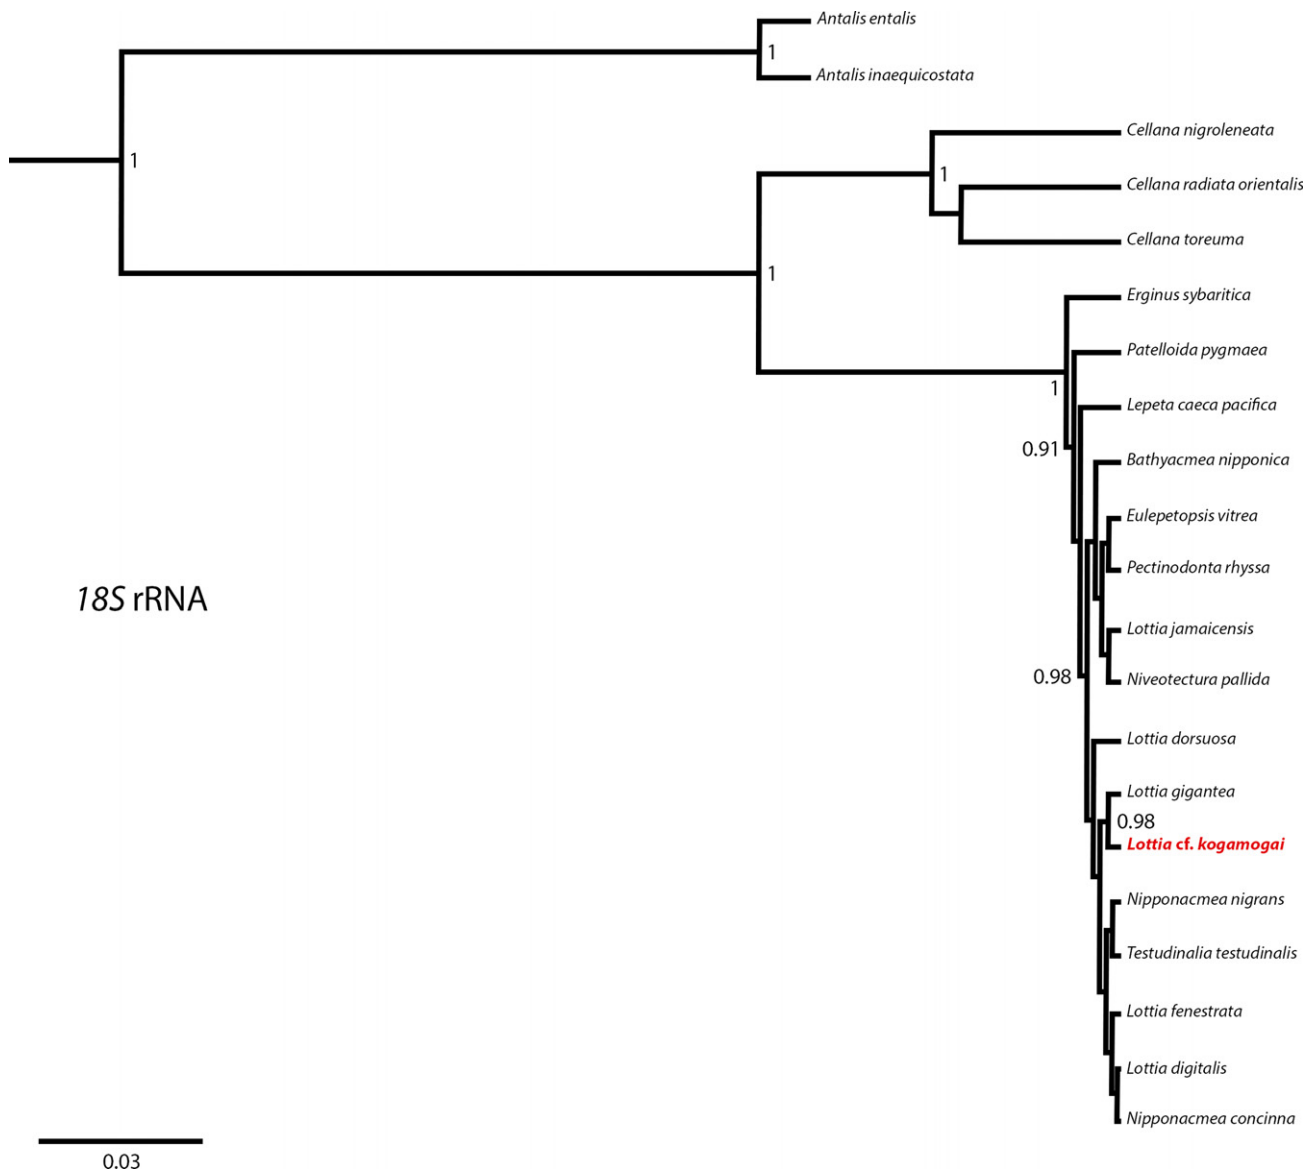 Antalis entalis
1
Antalis inaequicostata
Cellana nigroleneata
1
1
Cellana radiata orientalis
Cellana toreuma
1
Erginus sybaritica
Patelloida pygmaea
1
Lepeta caeca pacifica
0.91
Bathyacmea nipponica
Eulepetopsis vitrea
Pectinodonta rhyssa
18S rRNA
Lottia jamaicensis
0.98
Niveotectura pallida
Lottia dorsuosa
Lottia gigantea
0.98
Lottia cf. kogamogai
Nipponacmea nigrans
Testudinalia testudinalis
Lottia fenestrata
Lottia digitalis
Nipponacmea concinna
0.03